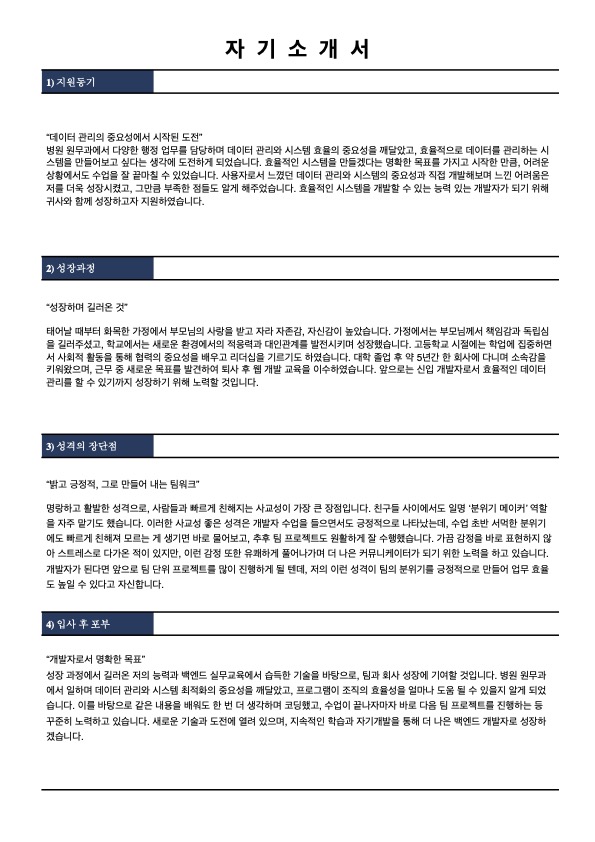 자 기 소 개 서
1) 지원동기
“데이터 관리의 중요성에서 시작된 도전”
병원 원무과에서 다양한 행정 업무를 담당하며 데이터 관리와 시스템 효율의 중요성을 깨달았고, 효율적으로 데이터를 관리하는 시
스템을 만들어보고 싶다는 생각에 도전하게 되었습니다. 효율적인 시스템을 만들겠다는 명확한 목표를 가지고 시작한 만큼, 어려운
상황에서도 수업을 잘 끝마칠 수 있었습니다. 사용자로서 느꼈던 데이터 관리와 시스템의 중요성과 직접 개발해보며 느낀 어려움은
저를 더욱 성장시켰고, 그만큼 부족한 점들도 알게 해주었습니다. 효율적인 시스템을 개발할 수 있는 능력 있는 개발자가 되기 위해
귀사와 함께 성장하고자 지원하였습니다.
2) 성장과정
“성장하며 길러온 것”
태어날 때부터 화목한 가정에서 부모님의 사랑을 받고 자라 자존감, 자신감이 높았습니다. 가정에서는 부모님께서 책임감과 독립심
을 길러주셨고, 학교에서는 새로운 환경에서의 적응력과 대인관계를 발전시키며 성장했습니다. 고등학교 시절에는 학업에 집중하면
서 사회적 활동을 통해 협력의 중요성을 배우고 리더십을 기르기도 하였습니다. 대학 졸업 후 약 5년간 한 회사에 다니며 소속감을
키워왔으며, 근무 중 새로운 목표를 발견하여 퇴사 후 웹 개발 교육을 이수하였습니다. 앞으로는 신입 개발자로서 효율적인 데이터
관리를 할 수 있기까지 성장하기 위해 노력할 것입니다.
3) 성격의 장단점
“밝고 긍정적, 그로 만들어 내는 팀워크”
명랑하고 활발한 성격으로, 사람들과 빠르게 친해지는 사교성이 가장 큰 장점입니다. 친구들 사이에서도 일명 ‘분위기 메이커’ 역할
을 자주 맡기도 했습니다. 이러한 사교성 좋은 성격은 개발자 수업을 들으면서도 긍정적으로 나타났는데, 수업 초반 서먹한 분위기
에도 빠르게 친해져 모르는 게 생기면 바로 물어보고, 추후 팀 프로젝트도 원활하게 잘 수행했습니다. 가끔 감정을 바로 표현하지 않
아 스트레스로 다가온 적이 있지만, 이런 감정 또한 유쾌하게 풀어나가며 더 나은 커뮤니케이터가 되기 위한 노력을 하고 있습니다.
개발자가 된다면 앞으로 팀 단위 프로젝트를 많이 진행하게 될 텐데, 저의 이런 성격이 팀의 분위기를 긍정적으로 만들어 업무 효율
도 높일 수 있다고 자신합니다.
4) 입사 후 포부
“개발자로서 명확한 목표”
성장 과정에서 길러온 저의 능력과 백엔드 실무교육에서 습득한 기술을 바탕으로, 팀과 회사 성장에 기여할 것입니다. 병원 원무과
에서 일하며 데이터 관리와 시스템 최적화의 중요성을 깨달았고, 프로그램이 조직의 효율성을 얼마나 도움 될 수 있을지 알게 되었
습니다. 이를 바탕으로 같은 내용을 배워도 한 번 더 생각하며 코딩했고, 수업이 끝나자마자 바로 다음 팀 프로젝트를 진행하는 등
꾸준히 노력하고 있습니다. 새로운 기술과 도전에 열려 있으며, 지속적인 학습과 자기개발을 통해 더 나은 백엔드 개발자로 성장하
겠습니다.